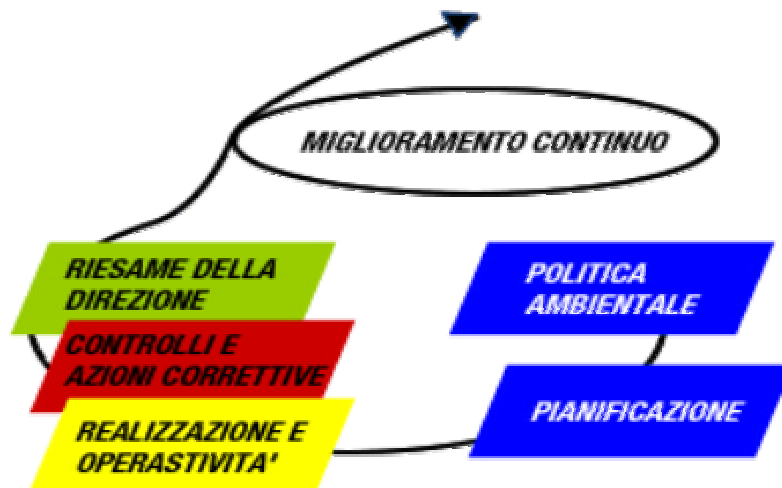 MIGLIORAMENTO CONTINUO
RIESAME DELLA
DIREZIONE
CONTROLLI E
AZIONI CORRETTIVE
REALIZZAZIONE E
OPERASTIVITA'
POLITICA
AMBIENTALE
PIANIFICAZIONE